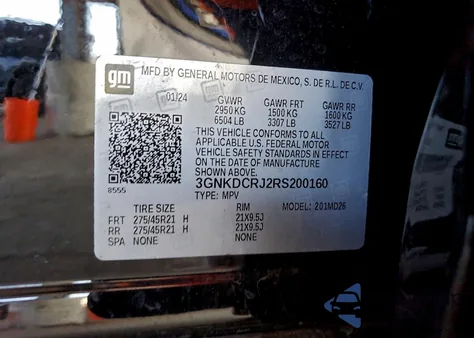 gm
MFD BY GENERAL MOTORS DE MEXICO, S. DE R.L. DE C.V.
01/24
GVWR GAWR FRT GAWR RR
2950 KG 1500 KG 1600 KG
6504 LB 3307 LB 3527 LB
THIS VEHICLE CONFORMS TO ALL
APPLICABLE U.S. FEDERAL MOTOR
VEHICLE SAFETY STANDARDS IN EFFECT
ON THE DATE OF MANUFACTURE
SHOWN ABOVE.
8555
3GNKDCRJ2RS200160
TYPE: MPV MODEL: 201MD26
TIRE SIZE RIM
FRT 275/45R21 H 21X9.5J
RR 275/45R21 H 21X9.5J
SPA NONE NONE